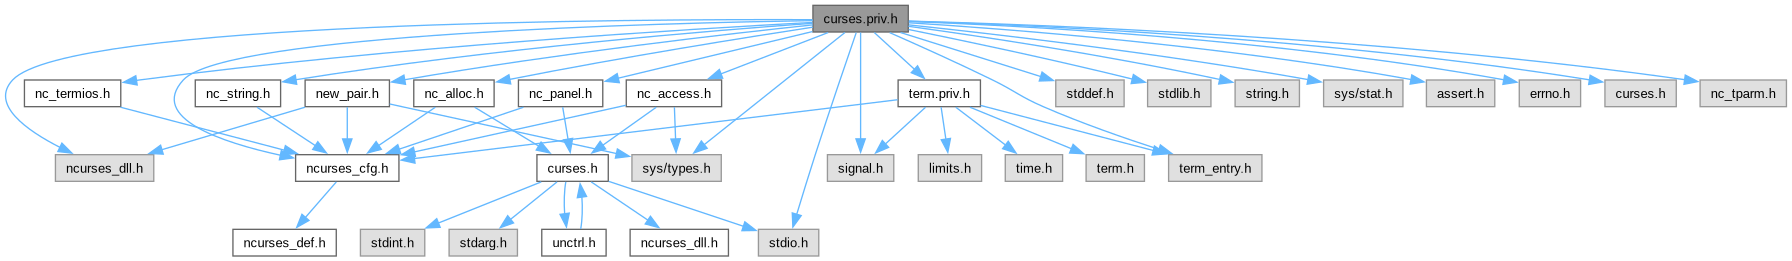 curses.priv.h
nc_termios.h
nc_string.h
new_pair.h
nc_alloc.h
nc_panel.h
nc_access.h
term.priv.h
stddef.h
stdlib.h
string.h
sys/stat.h
assert.h
errno.h
curses.h
nc_tparm.h
ncurses_dll.h
ncurses_cfg.h
curses.h
sys/types.h
signal.h
limits.h
time.h
term.h
term_entry.h
ncurses_def.h
stdint.h
stdarg.h
unctrl.h
ncurses_dll.h
stdio.h